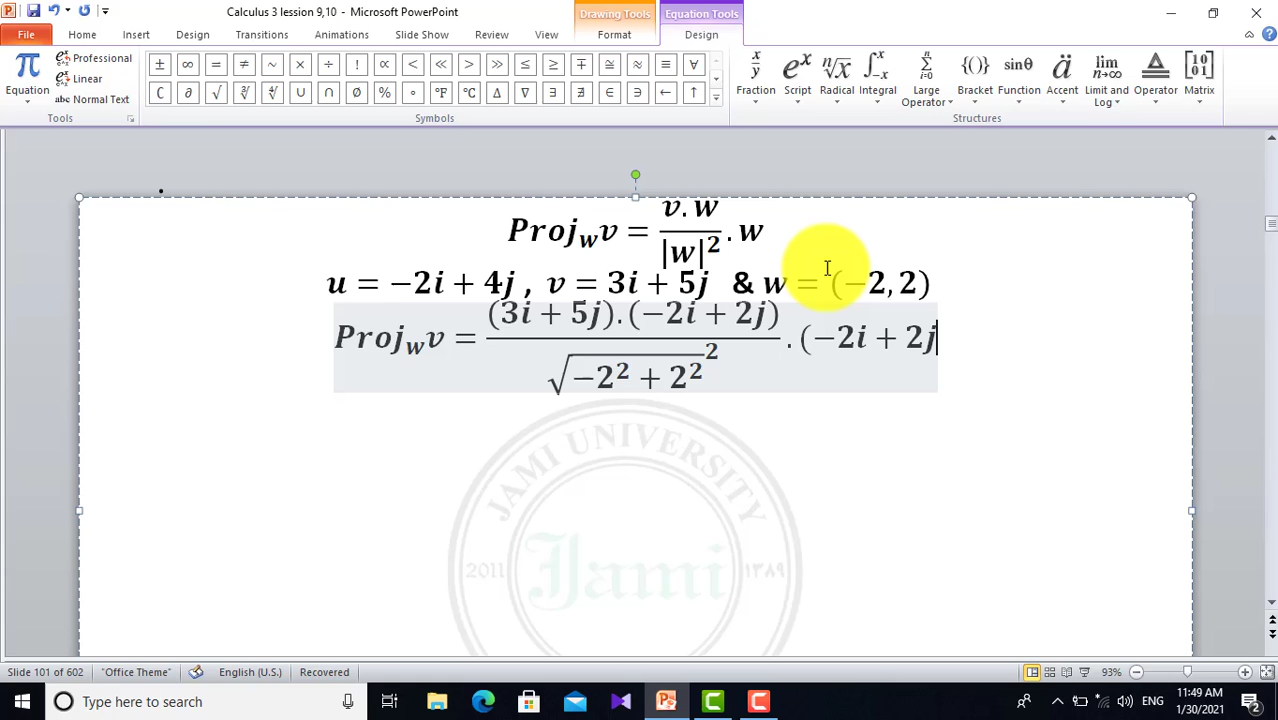 Calculus 3 lession 9,10 - Microsoft PowerPoint
Drawing Tools
Equation Tools
File Home Insert Design Transitions Animations Slide Show Review View Format Design
Equation
Professional
Linear
abc Normal Text
Tools
± ∞ = ≠ ~ × ÷ ! ∝ < ≪ > ≫ ≤ ≥ ∓ ≅ ≈ ≡ ∀
∁ ∂ √ ∛ ∜ ∪ ∩ ∅ % ∘ °F °C ∆ ∇ ∃ ∄ ∈ ∋ ← ↑
Symbols
Fraction Script Radical Integral Large Operator Bracket Function Accent Limit and Log Operator Matrix
Structures
Proj_w v = v.w / |w|² . w
u = −2i + 4j , v = 3i + 5j & w = (−2, 2)
Proj_w v = (3i + 5j).(−2i + 2j) / √(−2² + 2²)² . (−2i + 2j
JAMI UNIVERSITY
2011 Jami ١٣٨٩
Slide 101 of 602 "Office Theme" English (U.S.) Recovered 93%
Type here to search
ENG
11:49 AM
1/30/2021
2